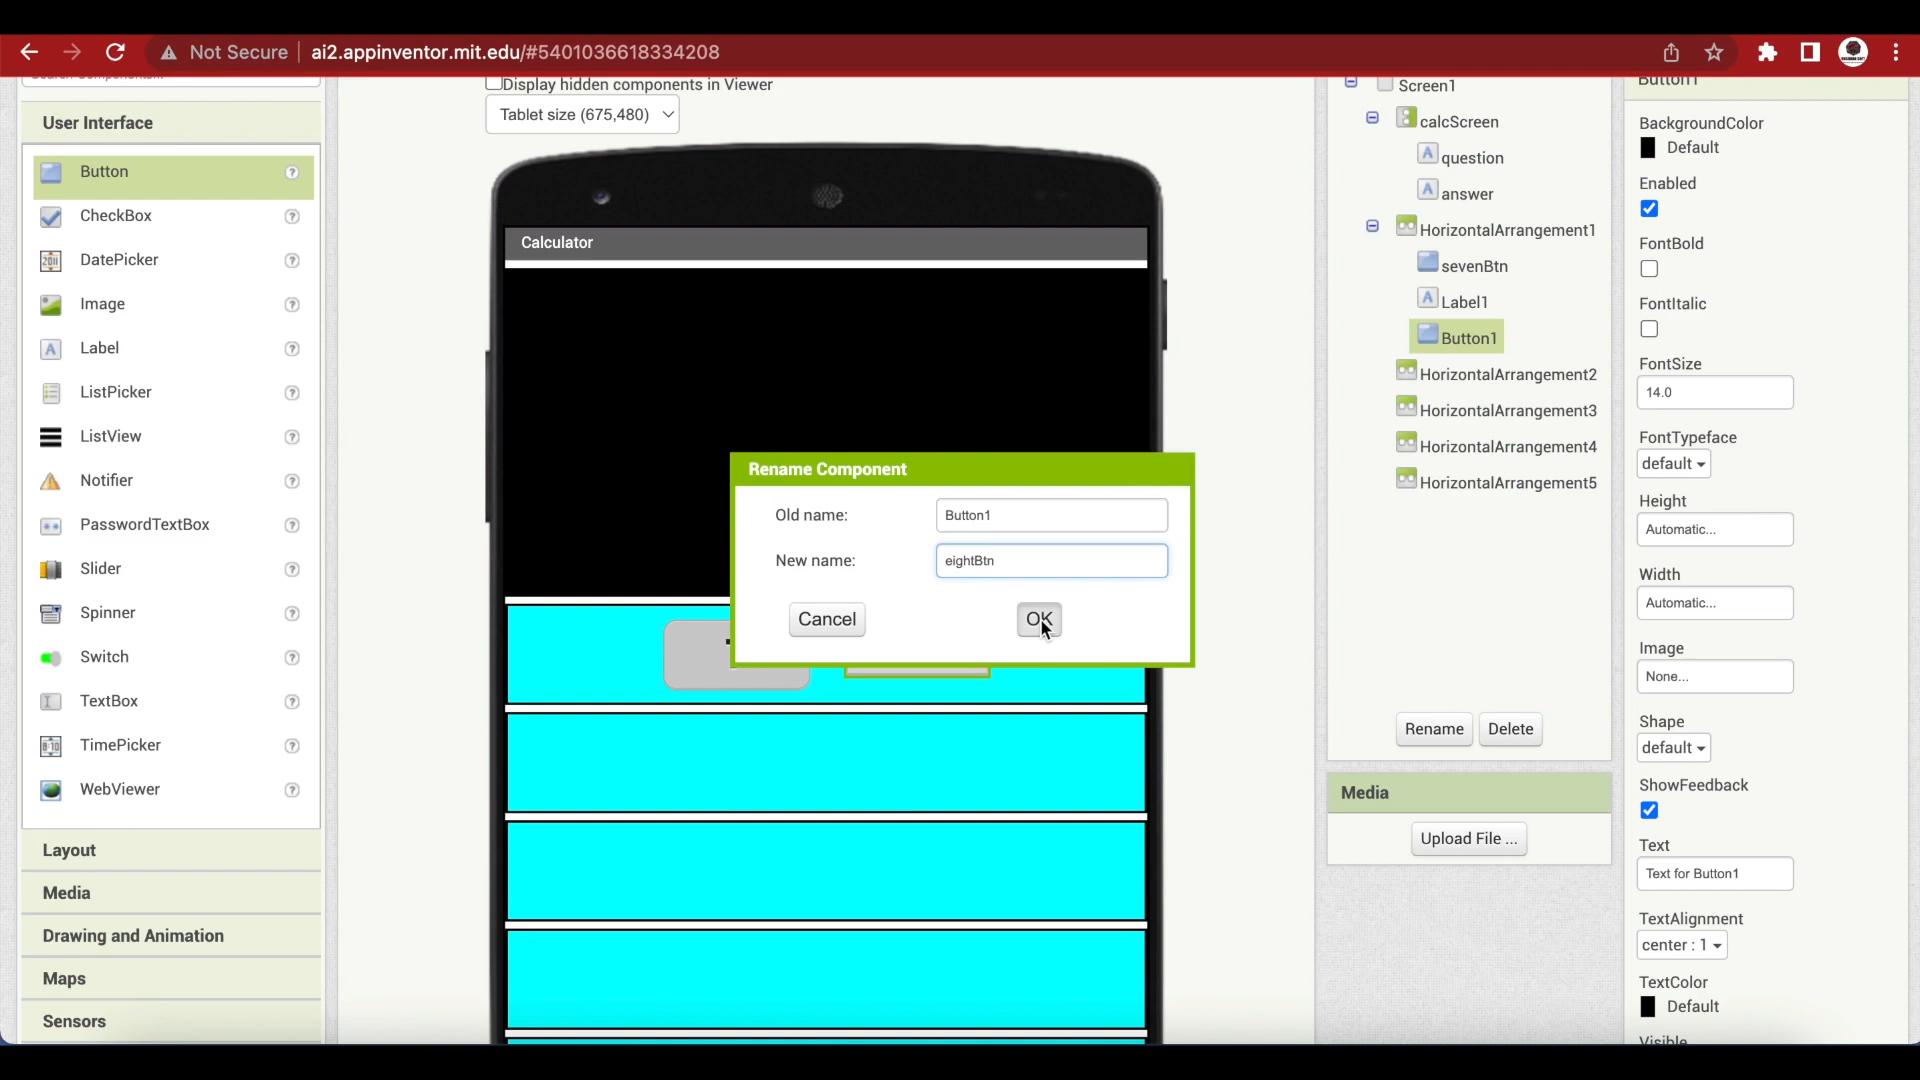 Not Secure
ai2.appinventor.mit.edu/#5401036618334208
User Interface
Button
CheckBox
DatePicker
Image
Label
ListPicker
ListView
Notifier
PasswordTextBox
Slider
Spinner
Switch
TextBox
TimePicker
WebViewer
Layout
Media
Drawing and Animation
Maps
Sensors
Display hidden components in Viewer
Tablet size (675,480)
Calculator
Rename Component
Old name:
Button1
New name:
eightBtn
Cancel
OK
Screen1
calcScreen
question
answer
HorizontalArrangement1
sevenBtn
Label1
Button1
HorizontalArrangement2
HorizontalArrangement3
HorizontalArrangement4
HorizontalArrangement5
Rename
Delete
Media
Upload File ...
Button1
BackgroundColor
Default
Enabled
FontBold
FontItalic
FontSize
14.0
FontTypeface
default
Height
Automatic...
Width
Automatic...
Image
None...
Shape
default
ShowFeedback
Text
Text for Button1
TextAlignment
center : 1
TextColor
Default
Visible